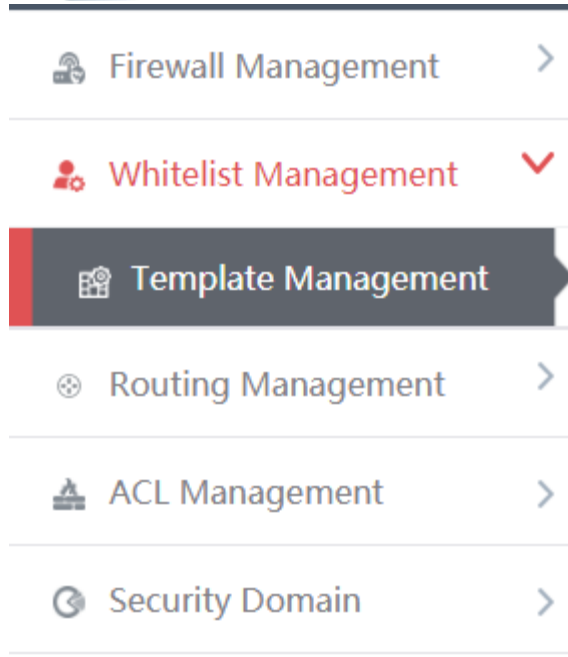 Firewall Management
Whitelist Management
Template Management
Routing Management
ACL Management
Security Domain